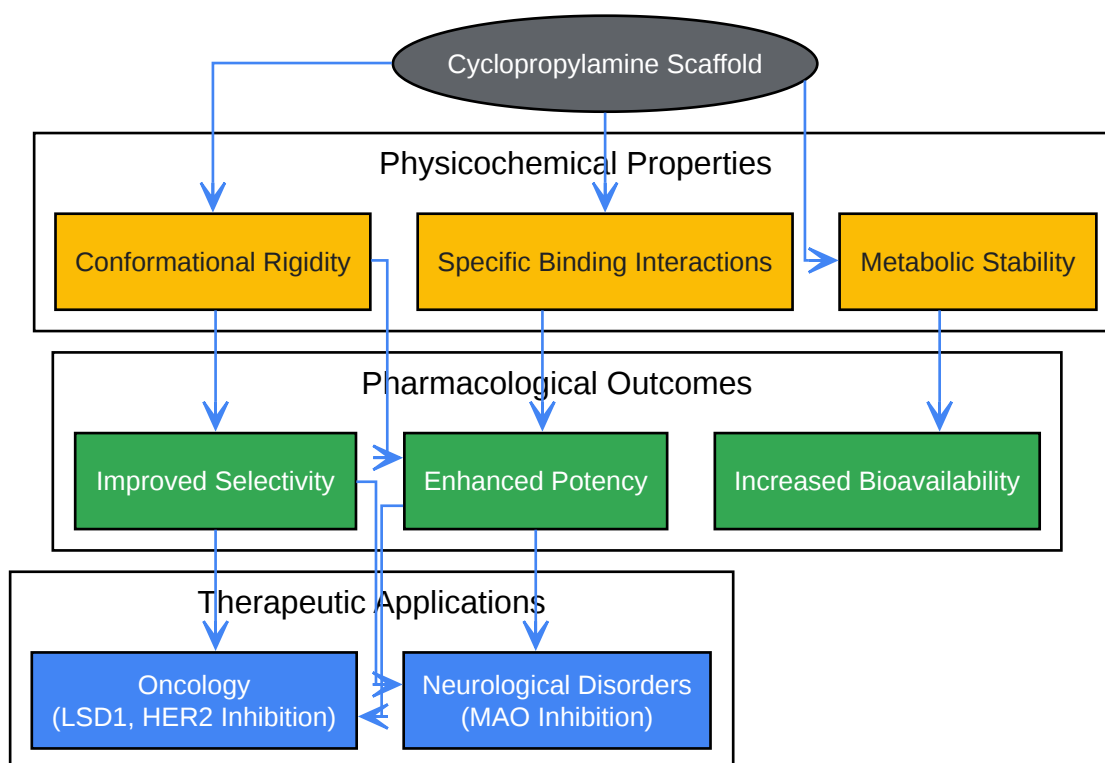 Cyclopropylamine Scaffold
Physicochemical Properties
Conformational Rigidity
Specific Binding Interactions
Metabolic Stability
Pharmacological Outcomes
Improved Selectivity
Enhanced Potency
Increased Bioavailability
Therapeutic Applications
Oncology
(LSD1, HER2 Inhibition)
Neurological Disorders
(MAO Inhibition)